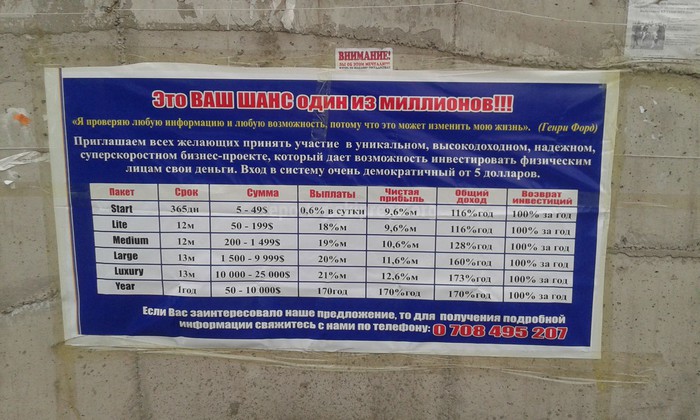 ВНИМАНИЕ!
Это ВАШ ШАНС один из миллионов!!!
«Я проверяю любую информацию и любую возможность, потому что это может изменить мою жизнь». (Генри Форд)
Приглашаем всех желающих принять участие в уникальном, высокодоходном, надежном,
суперскоростном бизнес-проекте, который дает возможность инвестировать физическим
лицам свои деньги. Вход в систему очень демократичный от 5 долларов.
Пакет Срок Сумма Выплаты Чистая прибыль Общий доход Возврат инвестиций
Start 365дн 5 - 49$ 0,6% в сутки 9,6%м 116%год 100% за год
Lite 12м 50 - 199$ 18%м 9,6%м 116%год 100% за год
Medium 12м 200 - 1 499$ 19%м 10,6%м 128%год 100% за год
Large 13м 1 500 - 9 999$ 20%м 11,6%м 160%год 100% за год
Luxury 13м 10 000 - 25 000$ 21%м 12,6%м 173%год 100% за год
Year 1год 50 - 10 000$ 170год 170%год 170%год 100% за год
Если Вас заинтересовало наше предложение, то для получения подробной
информации свяжитесь с нами по телефону: 0 708 495 207